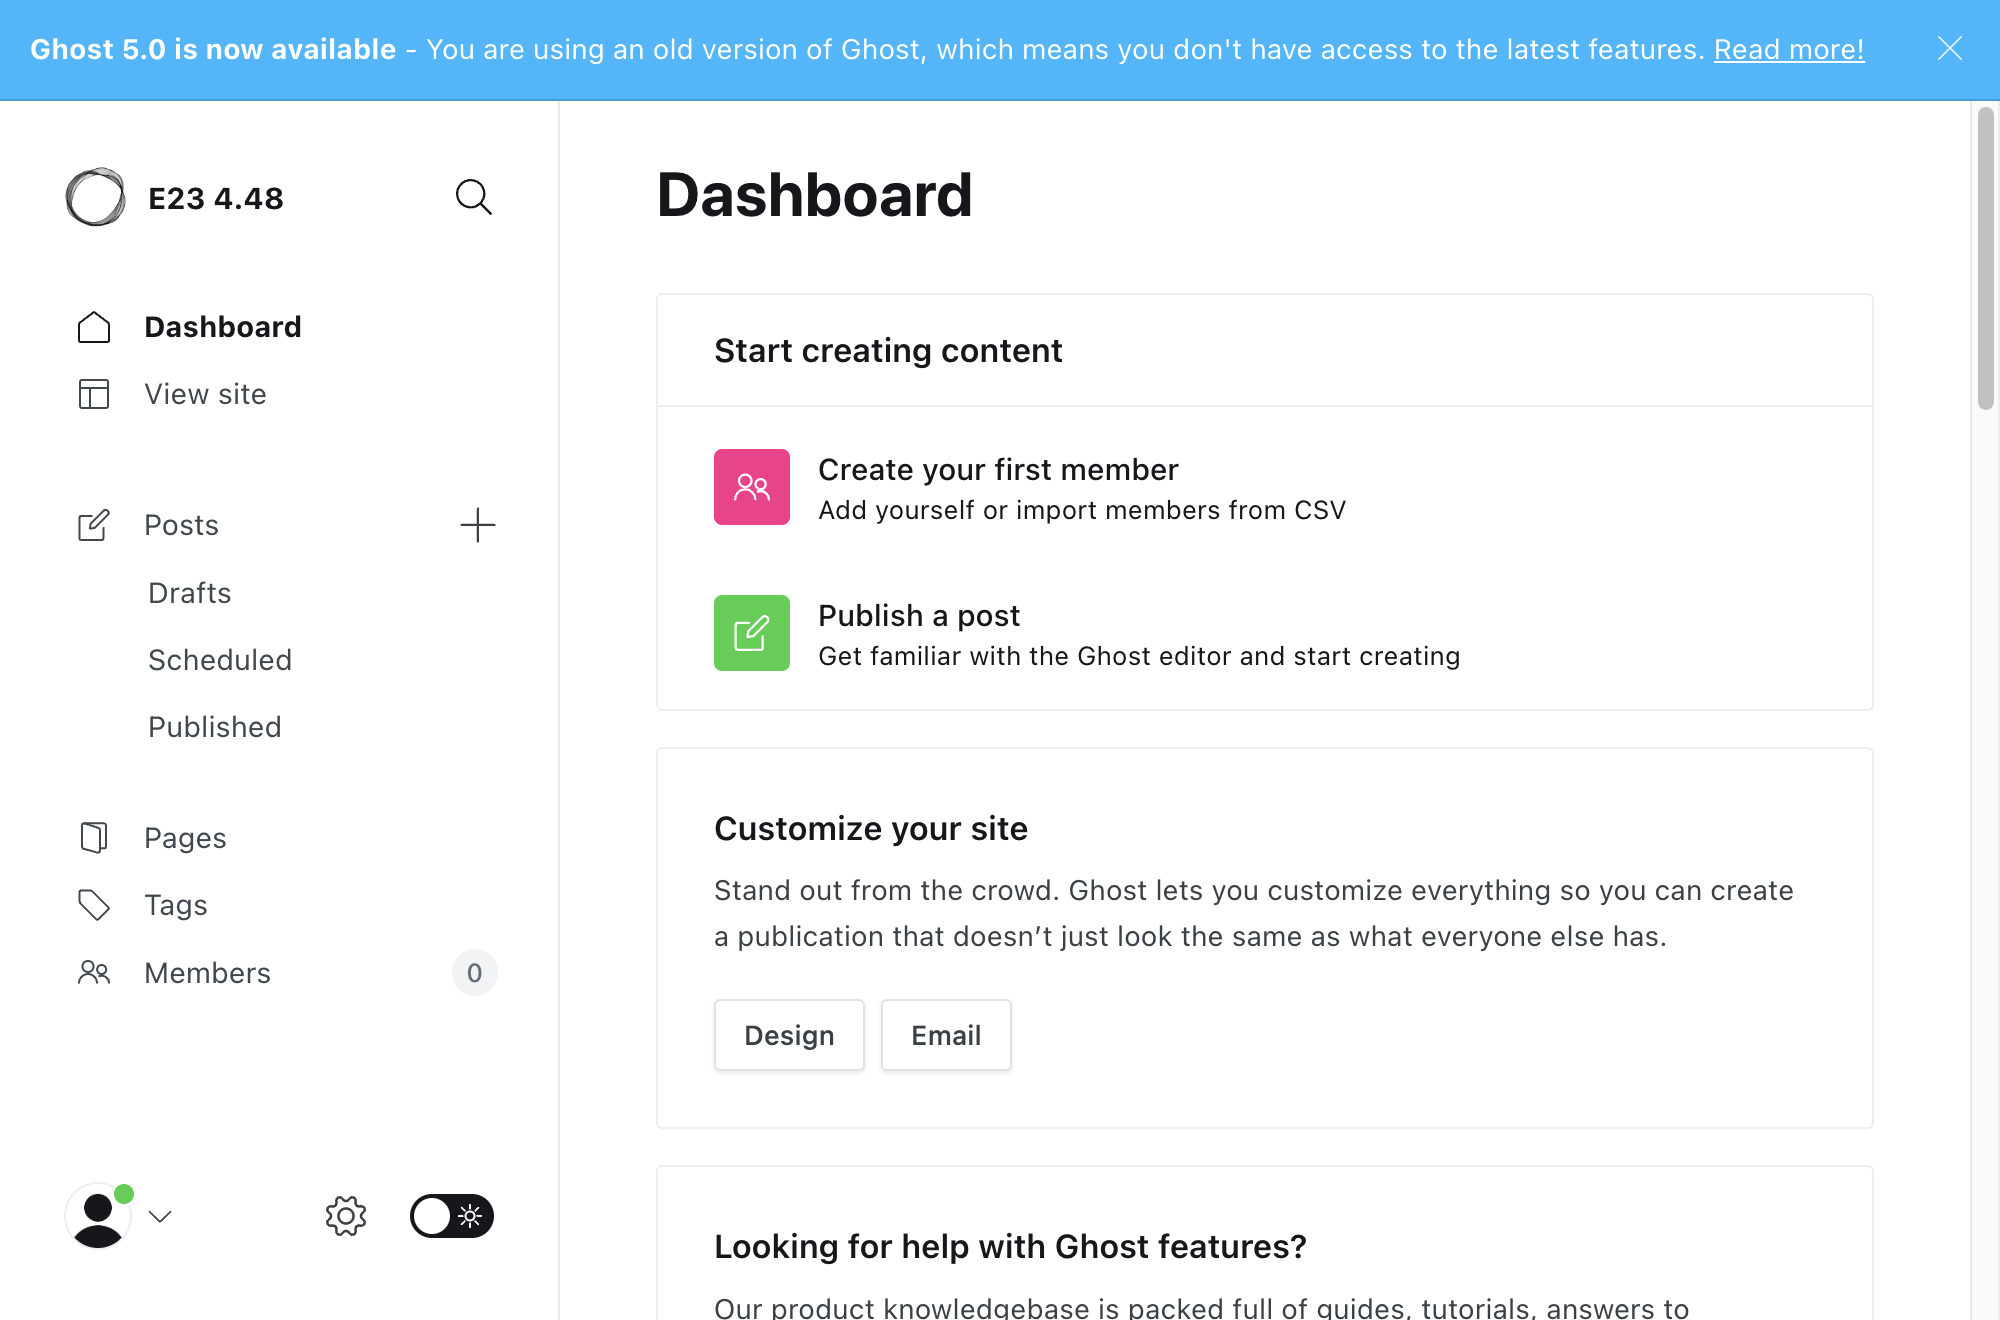 Ghost 5.0 is now available - You are using an old version of Ghost, which means you don't have access to the latest features. Read more!
E23 4.48
Dashboard
View site
Posts
Drafts
Scheduled
Published
Pages
Tags
Members
0
Dashboard
Start creating content
Create your first member
Add yourself or import members from CSV
Publish a post
Get familiar with the Ghost editor and start creating
Customize your site
Stand out from the crowd. Ghost lets you customize everything so you can create
a publication that doesn’t just look the same as what everyone else has.
Design
Email
Looking for help with Ghost features?
Our product knowledgebase is packed full of guides, tutorials, answers to